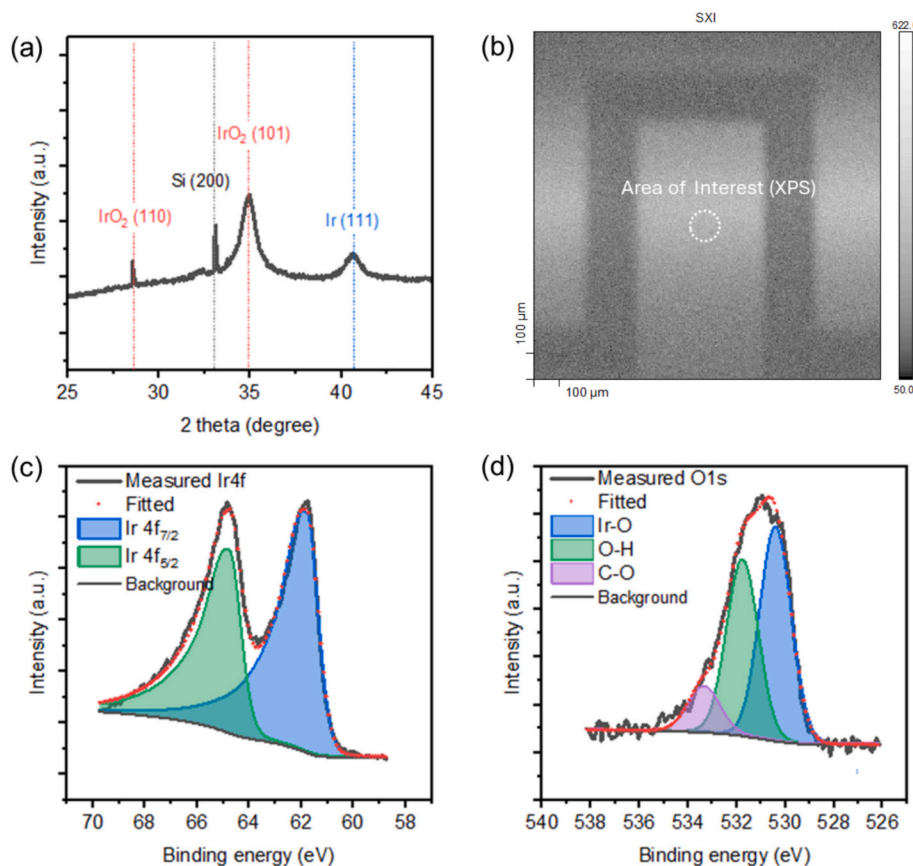 (a)
IrO₂ (101)
Si (200)
IrO₂ (110)
Ir (111)
Intensity (a.u.)
25 30 35 40 45
2 theta (degree)
(b)
SXI
622.
Area of Interest (XPS)
100 µm
100 µm
50.0
(c)
Measured Ir4f
Fitted
Ir 4f7/2
Ir 4f5/2
Background
Intensity (a.u.)
70 68 66 64 62 60 58
Binding energy (eV)
(d)
Measured O1s
Fitted
Ir-O
O-H
C-O
Background
Intensity (a.u.)
540 538 536 534 532 530 528 526
Binding energy (eV)